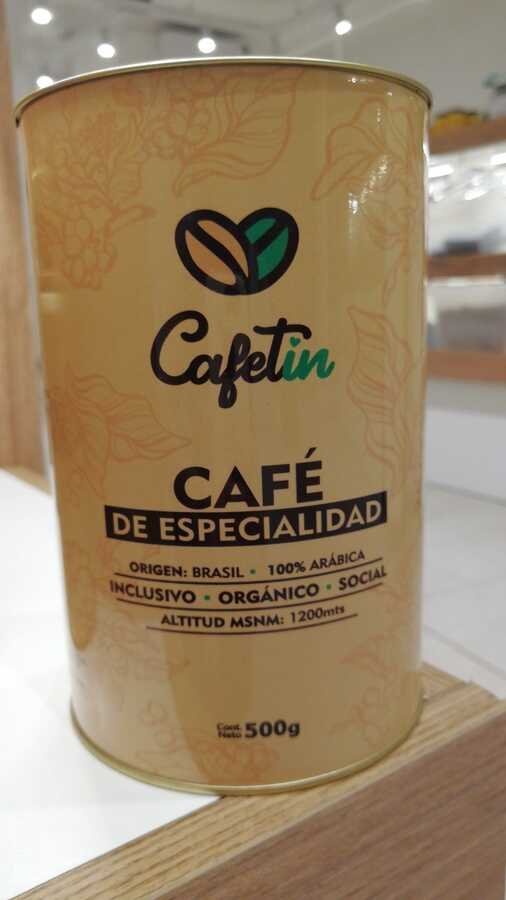 Cafetin
CAFÉ
DE ESPECIALIDAD
ORIGEN: BRASIL • 100% ARÁBICA
INCLUSIVO • ORGÁNICO • SOCIAL
ALTITUD MSNM: 1200mts
Cont.
Neto 500g